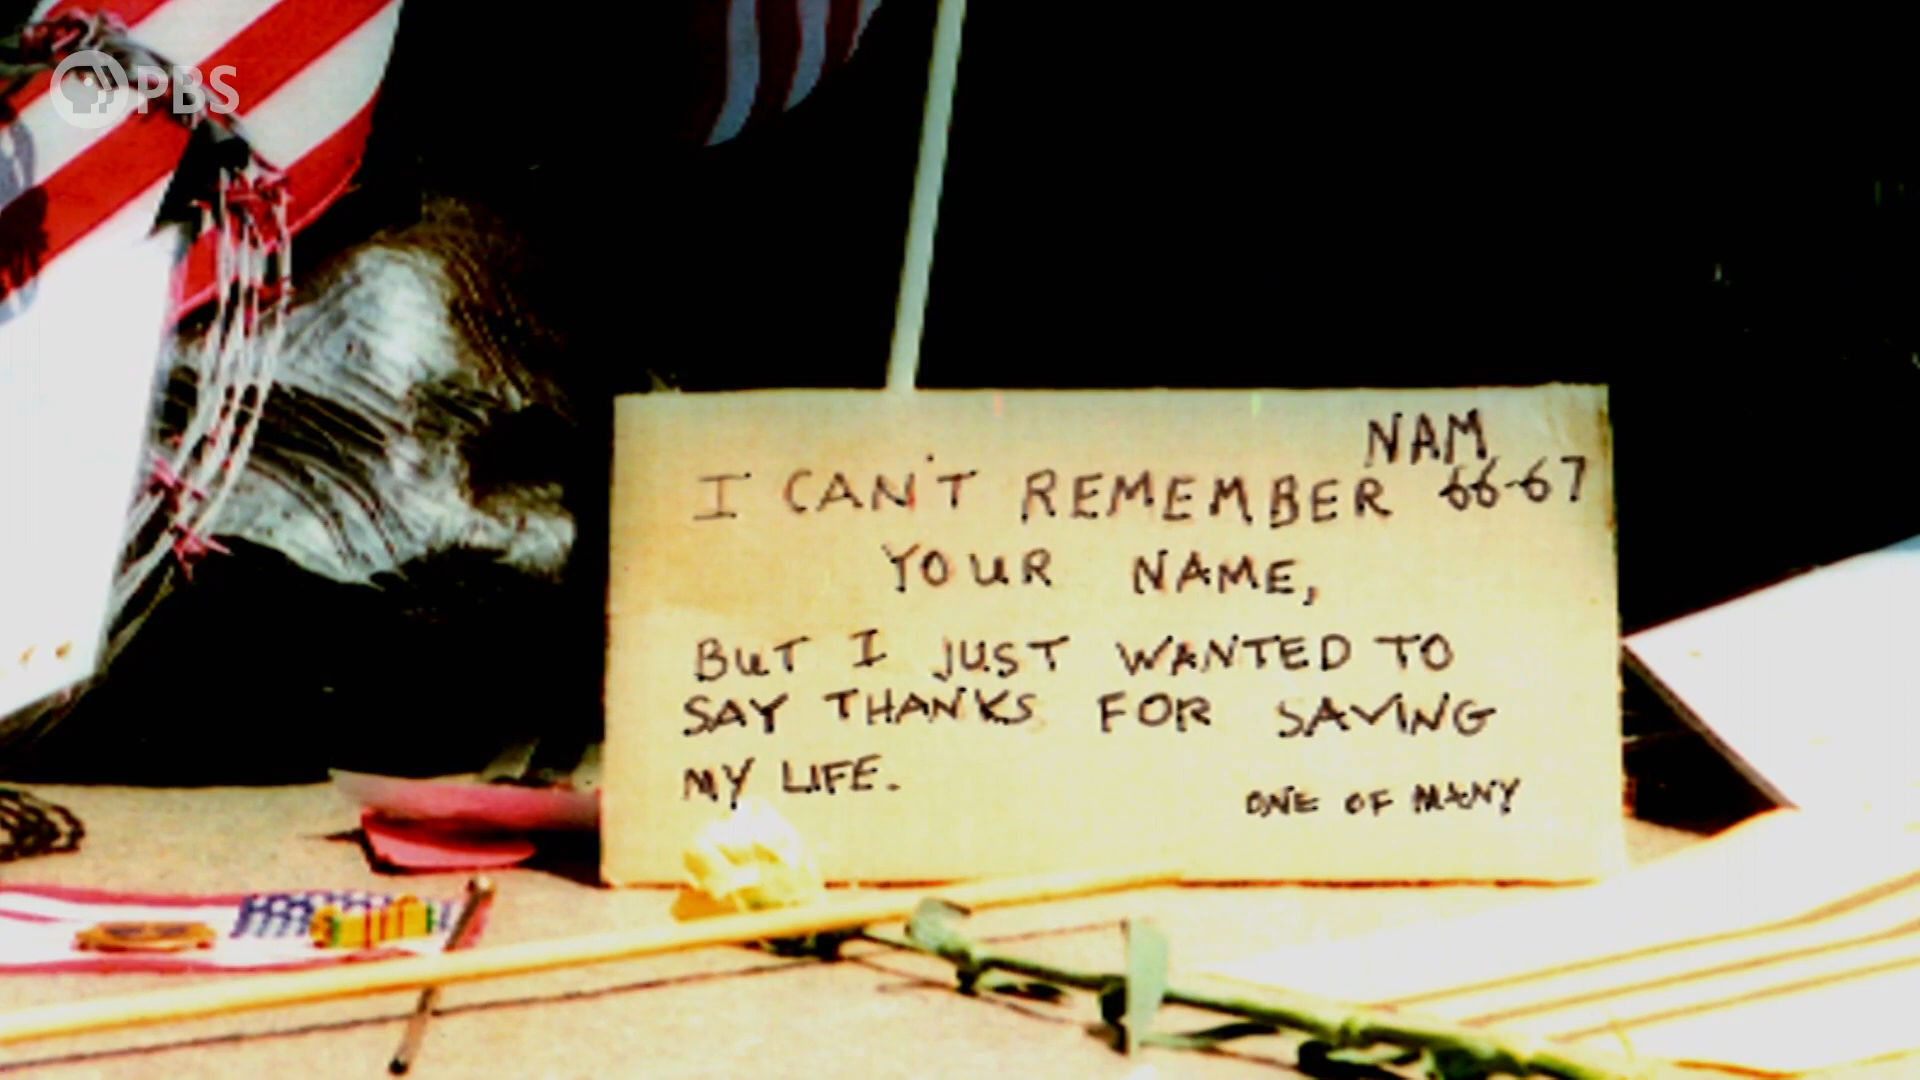 PBS
NAM
66-67
I CAN'T REMEMBER
YOUR NAME,
BUT I JUST WANTED TO
SAY THANKS FOR SAVING
MY LIFE.
ONE OF MANY